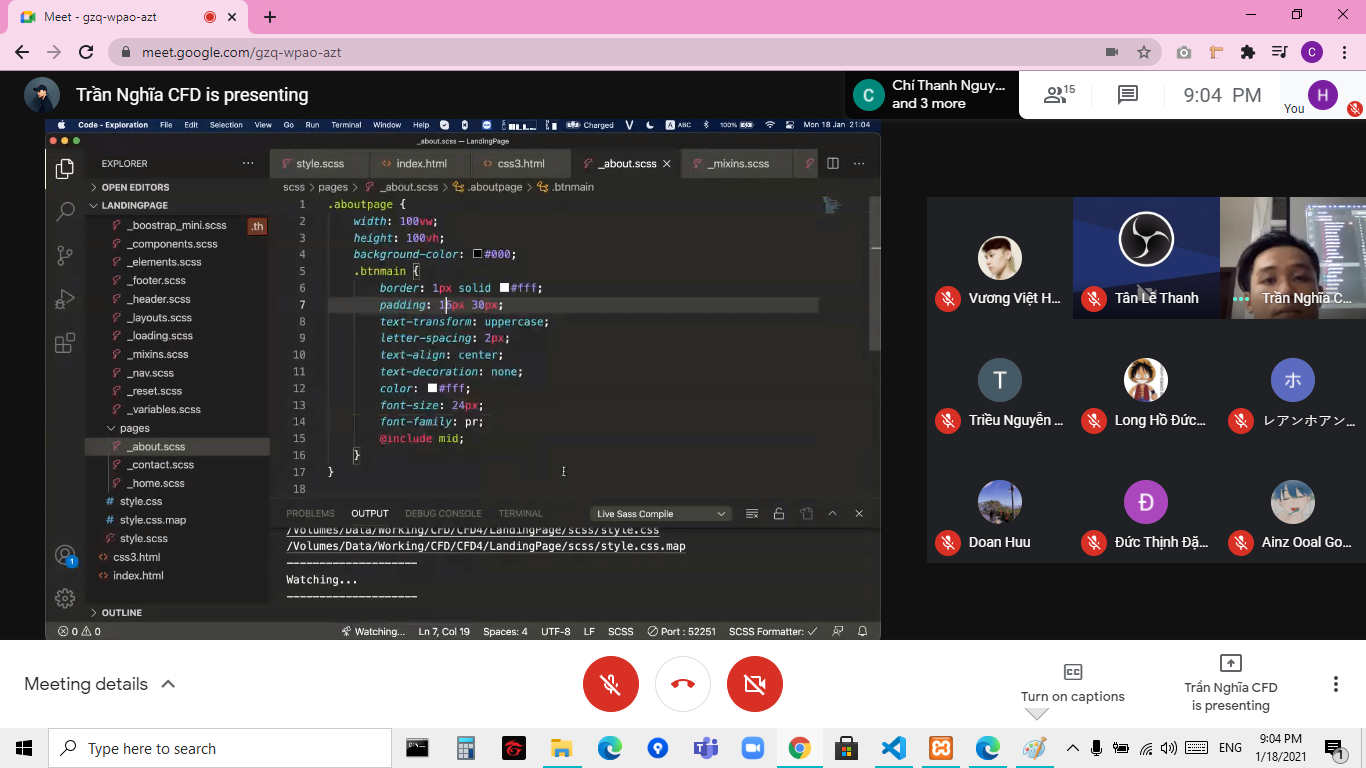 Meet - gzq-wpao-azt
meet.google.com/gzq-wpao-azt
C
Trần Nghĩa CFD is presenting
C
Chí Thanh Nguy...
and 3 more
15
9:04 PM
You
H
Code - Exploration File Edit Selection View Go Run Terminal Window Help
Charged
ABC
100%
Mon 18 Jan 21:04
_about.scss — LandingPage
EXPLORER
style.scss
index.html
css3.html
_about.scss
_mixins.scss
OPEN EDITORS
LANDINGPAGE
_boostrap_mini.scss
.th
_components.scss
_elements.scss
_footer.scss
_header.scss
_layouts.scss
_loading.scss
_mixins.scss
_nav.scss
_reset.scss
_variables.scss
pages
_about.scss
_contact.scss
_home.scss
# style.css
style.css.map
style.scss
css3.html
index.html
OUTLINE
scss > pages > _about.scss > .aboutpage > .btnmain
1 .aboutpage {
2 width: 100vw;
3 height: 100vh;
4 background-color: #000;
5 .btnmain {
6 border: 1px solid #fff;
7 padding: 16px 30px;
8 text-transform: uppercase;
9 letter-spacing: 2px;
10 text-align: center;
11 text-decoration: none;
12 color: #fff;
13 font-size: 24px;
14 font-family: pr;
15 @include mid;
16 }
17 }
18
PROBLEMS OUTPUT DEBUG CONSOLE TERMINAL
Live Sass Compile
/Volumes/Data/Working/CFD/CFD4/LandingPage/scss/style.css
/Volumes/Data/Working/CFD/CFD4/LandingPage/scss/style.css.map
--------------------
Watching...
--------------------
1
0 0
Watching...
Ln 7, Col 19
Spaces: 4
UTF-8
LF
SCSS
Port : 52251
SCSS Formatter: ✓
Vương Việt H...
Tân Lê Thanh
Trần Nghĩa C...
T
Triều Nguyễn ...
Long Hồ Đức...
ホ
レアンホアン...
Doan Huu
Đ
Đức Thịnh Đặ...
Ainz Ooal Go...
Meeting details
Turn on captions
Trần Nghĩa CFD
is presenting
Type here to search
ENG
9:04 PM
1/18/2021
1